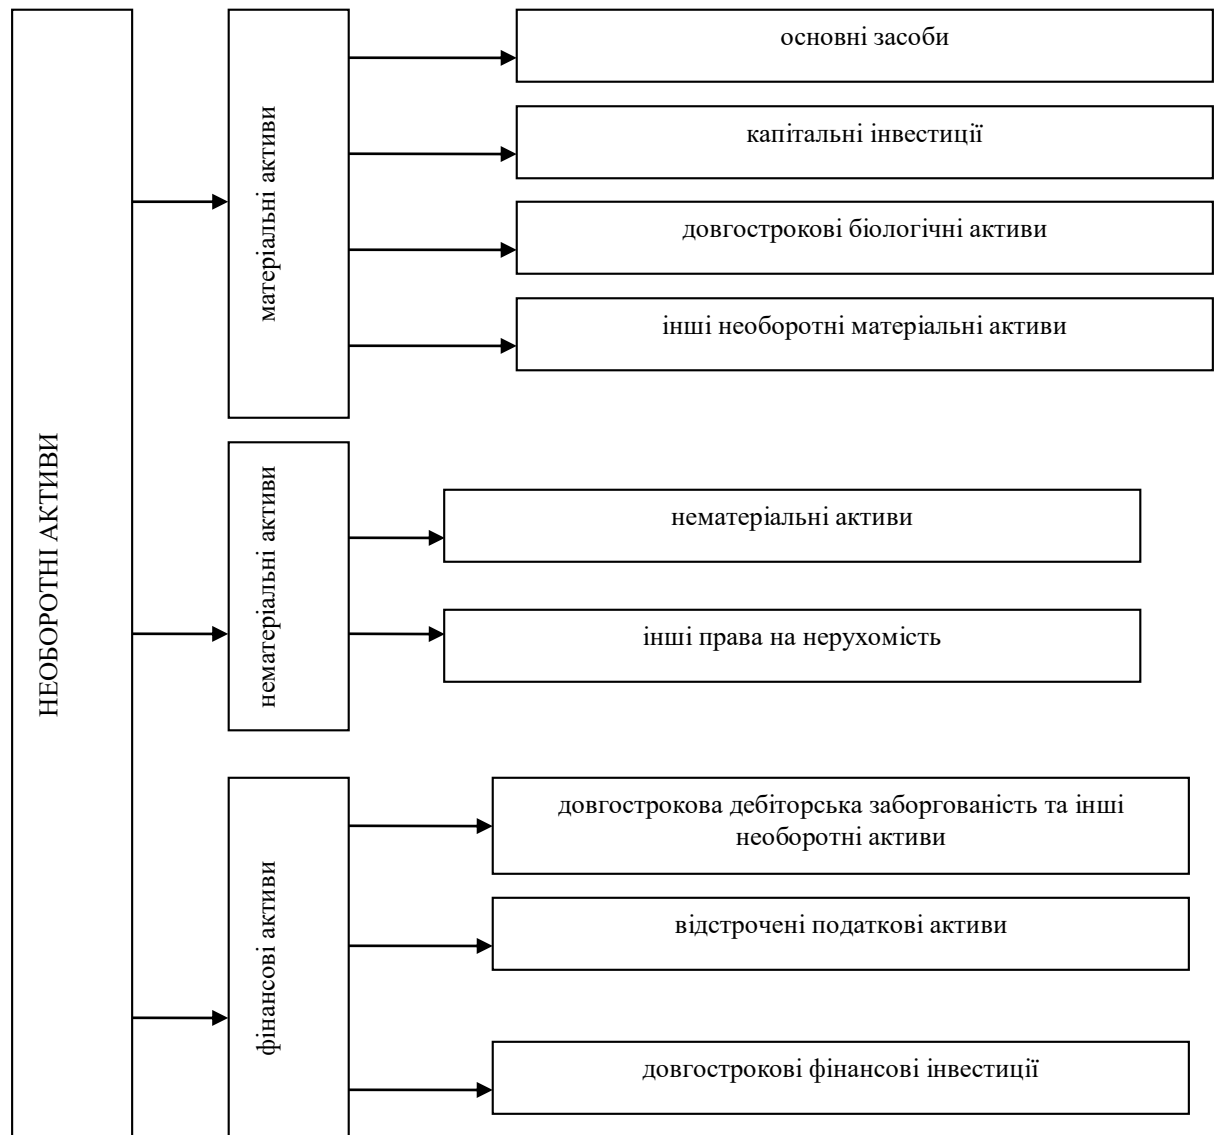 НЕОБОРОТНІ АКТИВИ
матеріальні активи
основні засоби
капітальні інвестиції
довгострокові біологічні активи
інші необоротні матеріальні активи
нематеріальні активи
нематеріальні активи
інші права на нерухомість
фінансові активи
довгострокова дебіторська заборгованість та інші
необоротні активи
відстрочені податкові активи
довгострокові фінансові інвестиції